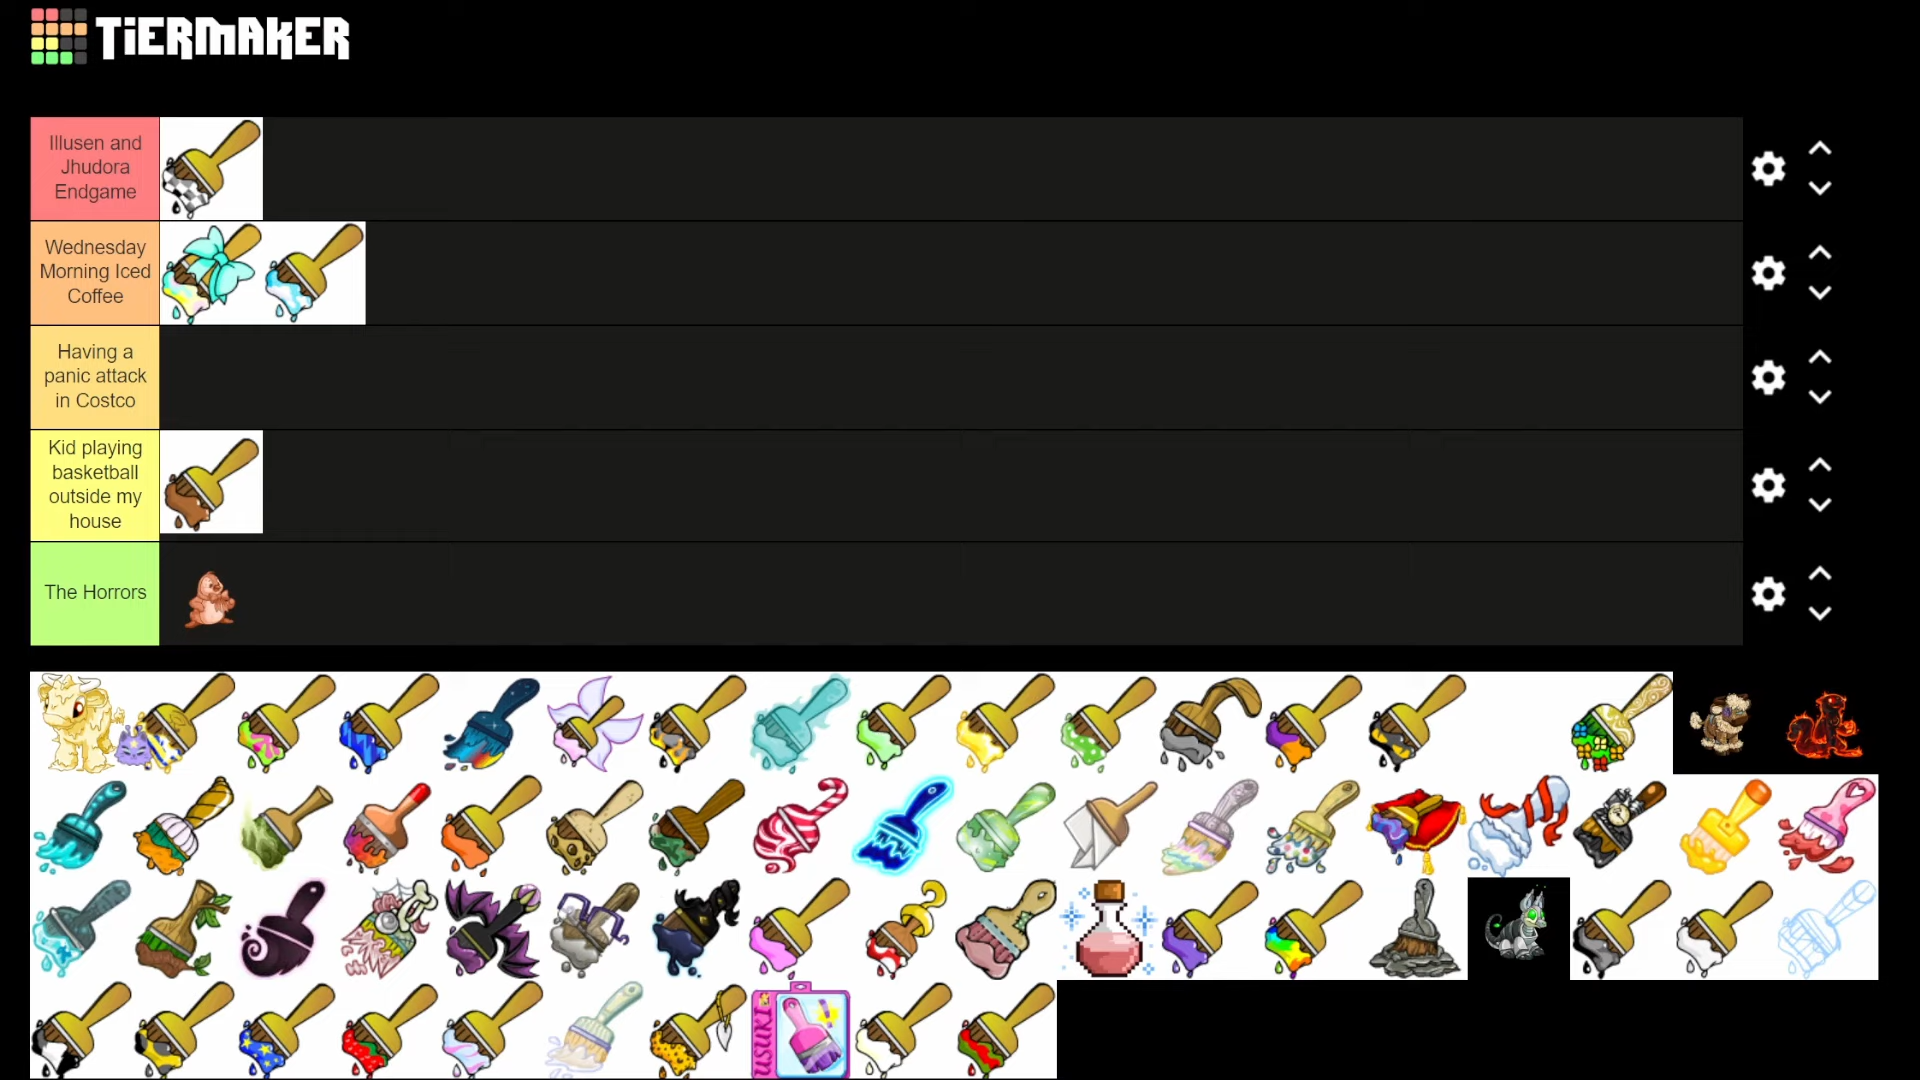 TiERMAKER
Illusen and
Jhudora
Endgame
Wednesday
Morning Iced
Coffee
Having a
panic attack
in Costco
Kid playing
basketball
outside my
house
The Horrors
USUKI